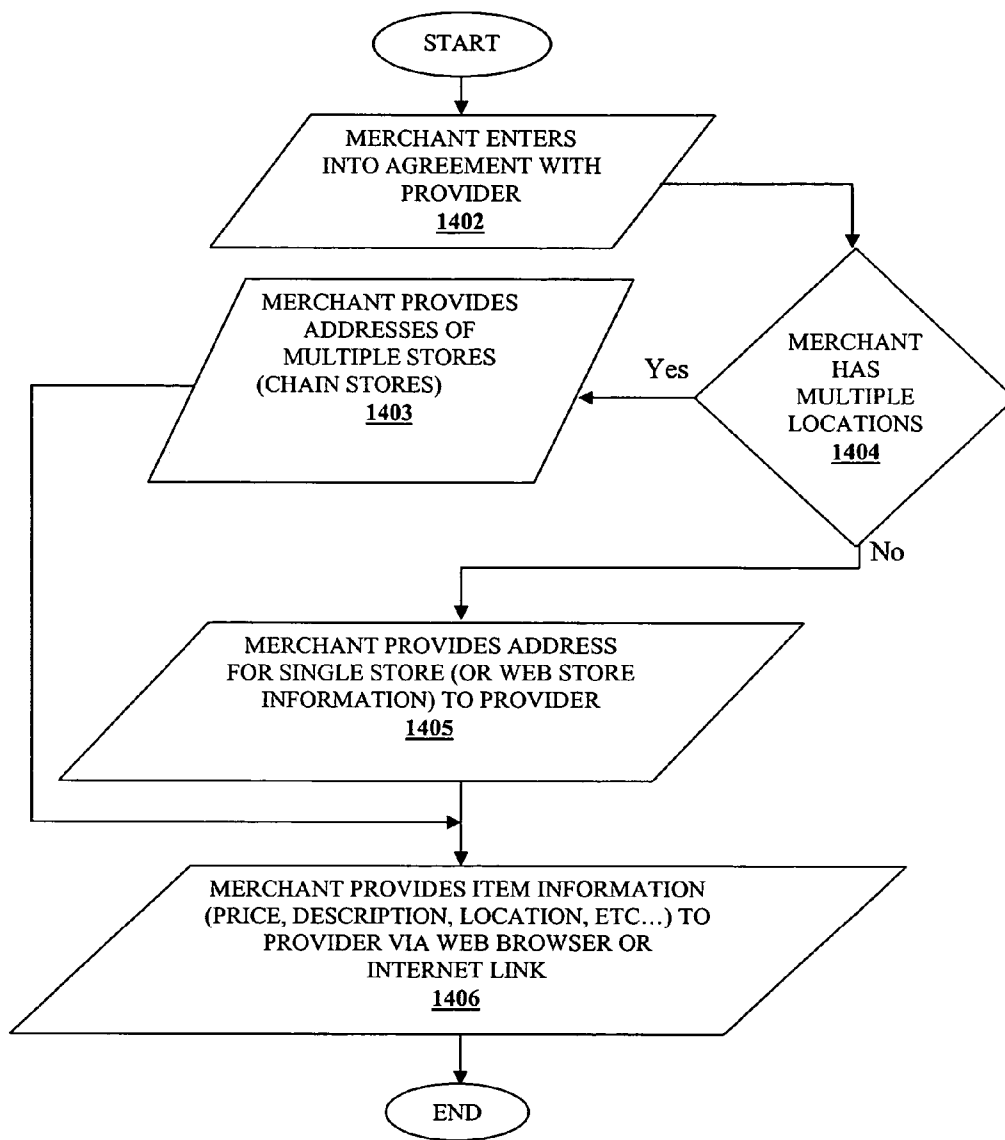 START
MERCHANT ENTERS
INTO AGREEMENT WITH
PROVIDER
1402
MERCHANT PROVIDES
ADDRESSES OF
MULTIPLE STORES
(CHAIN STORES)
1403
Yes
MERCHANT
HAS
MULTIPLE
LOCATIONS
1404
No
MERCHANT PROVIDES ADDRESS
FOR SINGLE STORE (OR WEB STORE
INFORMATION) TO PROVIDER
1405
MERCHANT PROVIDES ITEM INFORMATION
(PRICE, DESCRIPTION, LOCATION, ETC…) TO
PROVIDER VIA WEB BROWSER OR
INTERNET LINK
1406
END